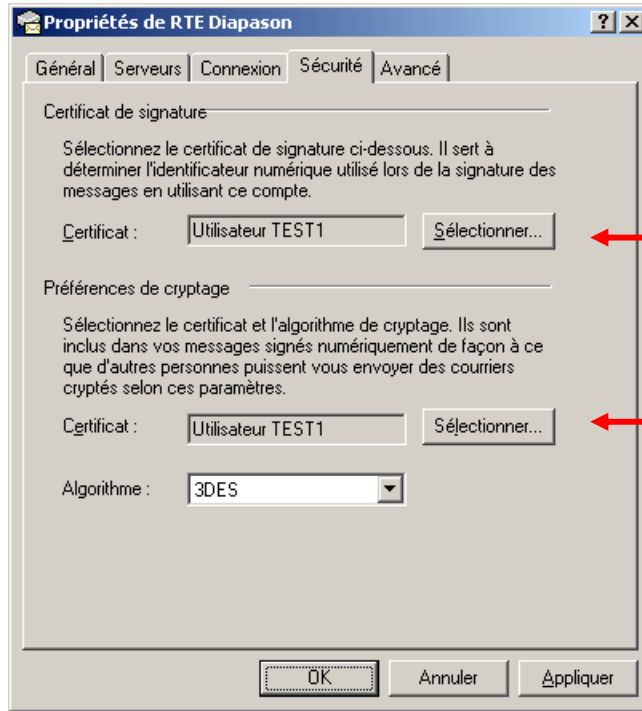 Propriétés de RTE Diapason
Général Serveurs Connexion Sécurité Avancé
Certificat de signature
Sélectionnez le certificat de signature ci-dessous. Il sert à
déterminer l'identificateur numérique utilisé lors de la signature des
messages en utilisant ce compte.
Certificat : Utilisateur TEST1 Sélectionner...
Préférences de cryptage
Sélectionnez le certificat et l'algorithme de cryptage. Ils sont
inclus dans vos messages signés numériquement de façon à ce
que d'autres personnes puissent vous envoyer des courriers
cryptés selon ces paramètres.
Certificat : Utilisateur TEST1 Sélectionner...
Algorithme : 3DES
OK Annuler Appliquer